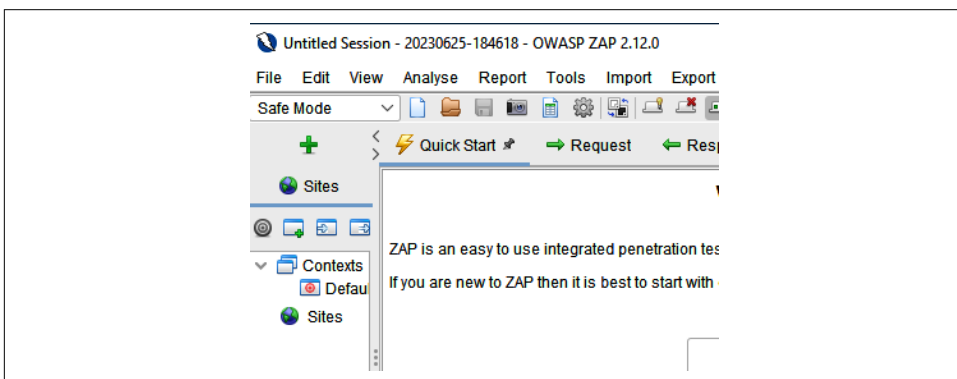 Untitled Session - 20230625-184618 - OWASP ZAP 2.12.0
File Edit View Analyse Report Tools Import Export
Safe Mode
Quick Start Request
Sites
ZAP is an easy to use integrated penetration
If you are new to ZAP then it is best to start with
Contexts
Sites